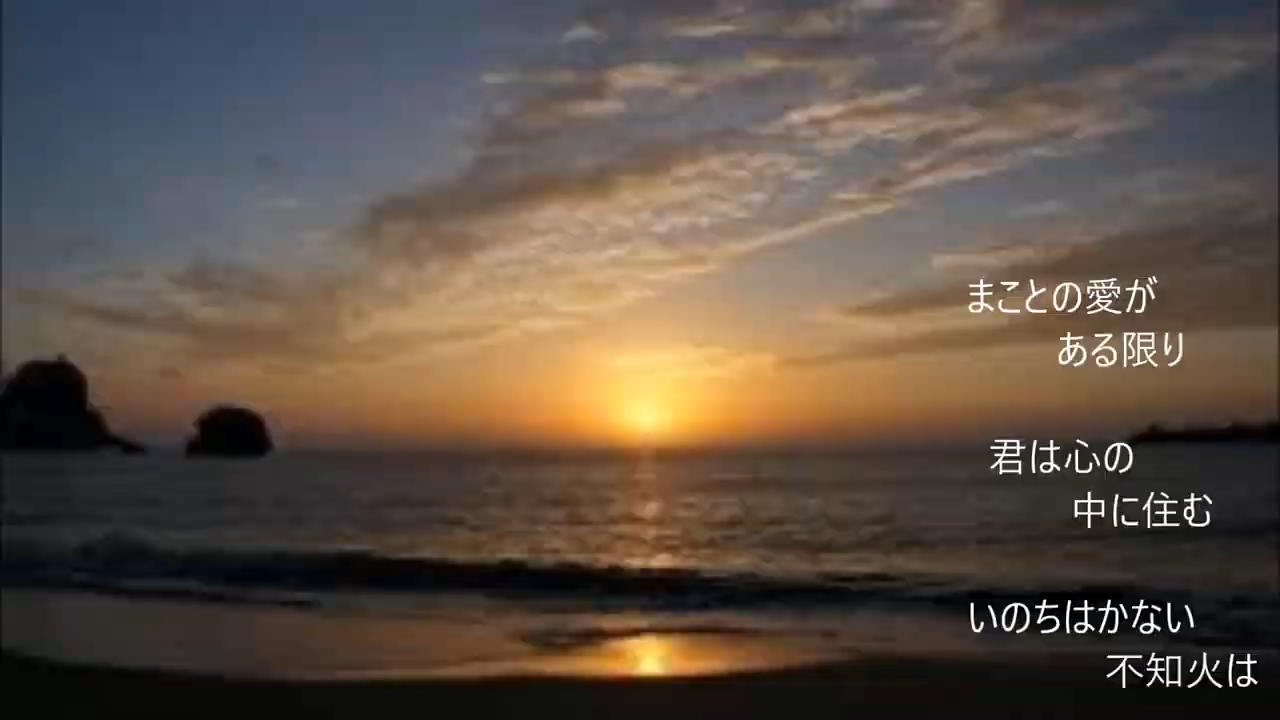 まことの愛が
ある限り
君は心の
中に住む
いのちはかない
不知火は